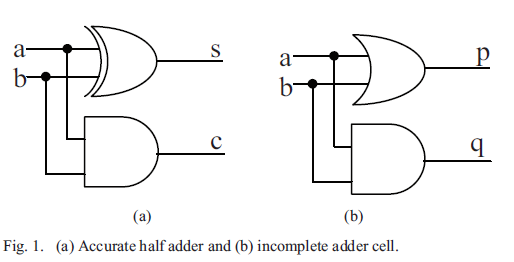 a
b
s
c
(a)
a
b
p
q
(b)
Fig. 1. (a) Accurate half adder and (b) incomplete adder cell.